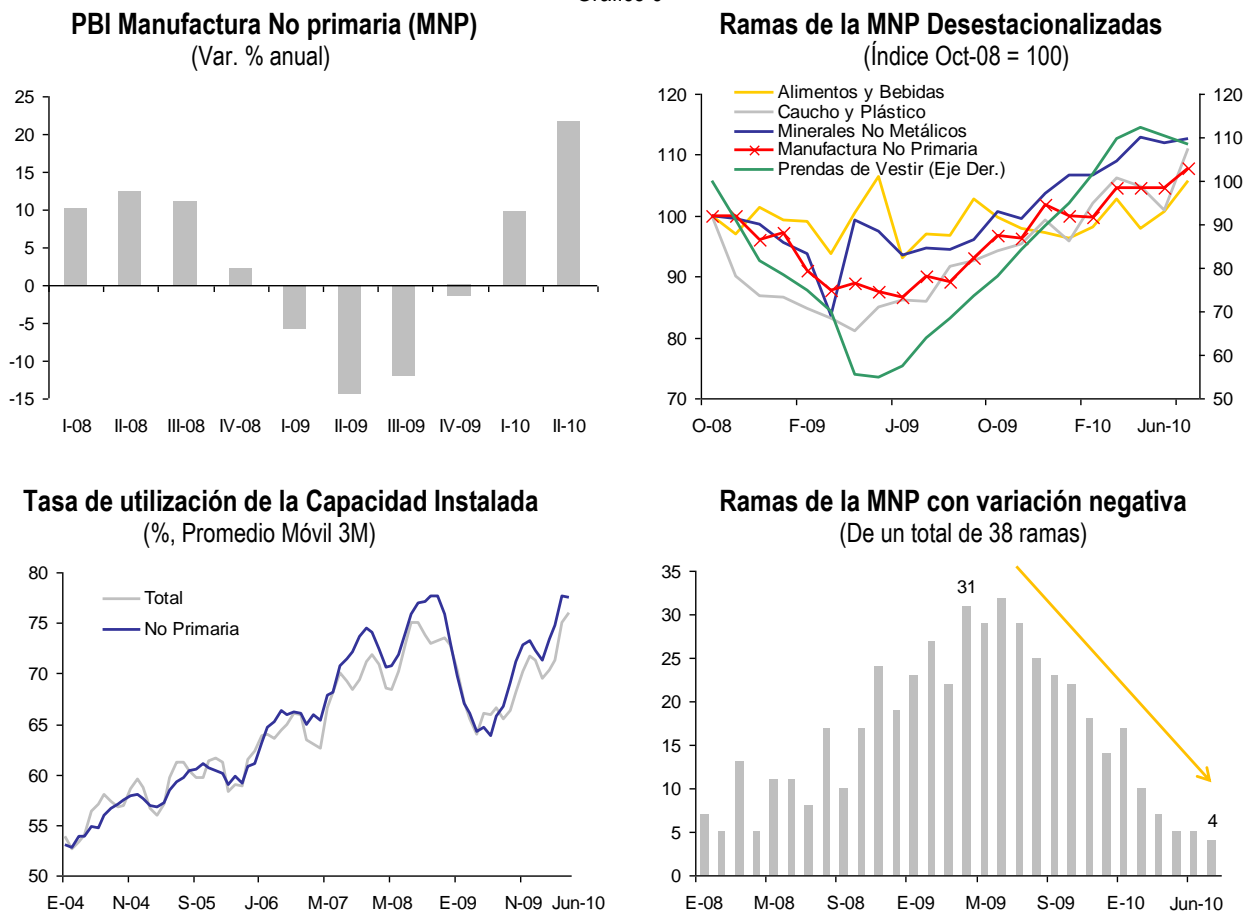 PBI Manufactura No primaria (MNP)
(Var. % anual)
25
20
15
10
5
0
-5
-10
-15
I-08 II-08 III-08 IV-08 I-09 II-09 III-09 IV-09 I-10 II-10
Ramas de la MNP Desestacionalizadas
(Índice Oct-08 = 100)
Alimentos y Bebidas
Caucho y Plástico
Minerales No Metálicos
Manufactura No Primaria
Prendas de Vestir (Eje Der.)
120
110
100
90
80
70
120
110
100
90
80
70
60
50
O-08 F-09 J-09 O-09 F-10 Jun-10
Tasa de utilización de la Capacidad Instalada
(%, Promedio Móvil 3M)
Total
No Primaria
80
75
70
65
60
55
50
E-04 N-04 S-05 J-06 M-07 M-08 E-09 N-09 Jun-10
Ramas de la MNP con variación negativa
(De un total de 38 ramas)
35
30
25
20
15
10
5
0
31
4
E-08 M-08 S-08 E-09 M-09 S-09 E-10 Jun-10